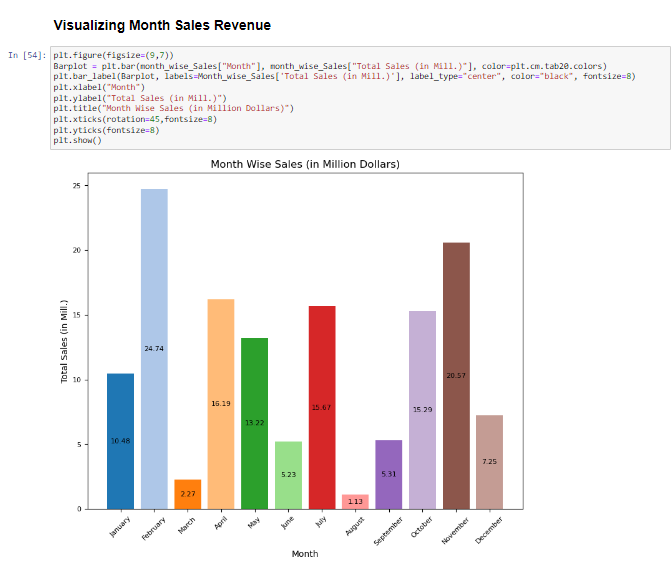 Visualizing Month Sales Revenue
In [54]:
plt.figure(figsize=(9,7))
Barplot = plt.bar(month_wise_Sales["Month"], month_wise_Sales["Total Sales (in Mill.)"], color=plt.cm.tab20.colors)
plt.bar_label(Barplot, labels=Month_wise_Sales['Total Sales (in Mill.)'], label_type="center", color="black", fontsize=8)
plt.xlabel("Month")
plt.ylabel("Total Sales (in Mill.)")
plt.title("Month Wise Sales (in Million Dollars)")
plt.xticks(rotation=45,fontsize=8)
plt.yticks(fontsize=8)
plt.show()
Month Wise Sales (in Million Dollars)
Total Sales (in Mill.)
25
20
15
10
5
0
10.48
24.74
2.27
16.19
13.22
5.23
15.67
1.13
5.31
15.29
20.57
7.25
January
February
March
April
May
June
July
August
September
October
November
December
Month